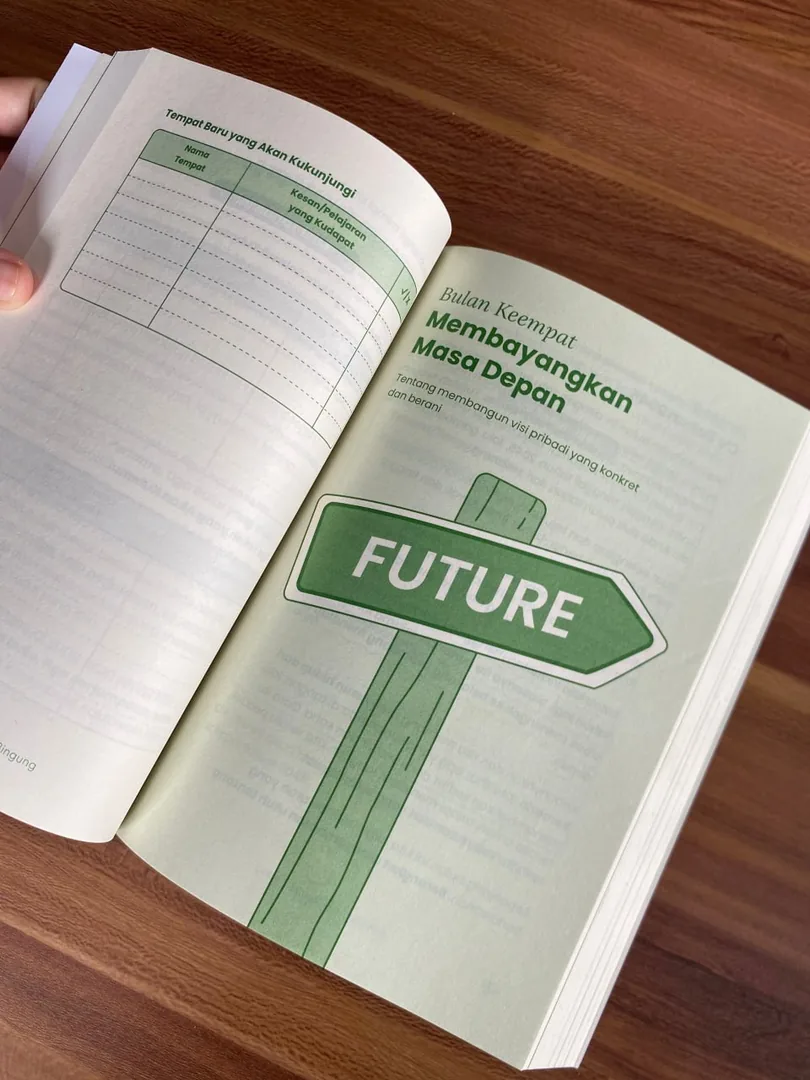 Tempat Baru yang Akan Kukunjungi
Nama
Tempat
Kesan/Pelajaran
yang Kudapat
√/x
Bingung
Bulan Keempat
Membayangkan
Masa Depan
Tentang membangun visi pribadi yang konkret
dan berani
FUTURE